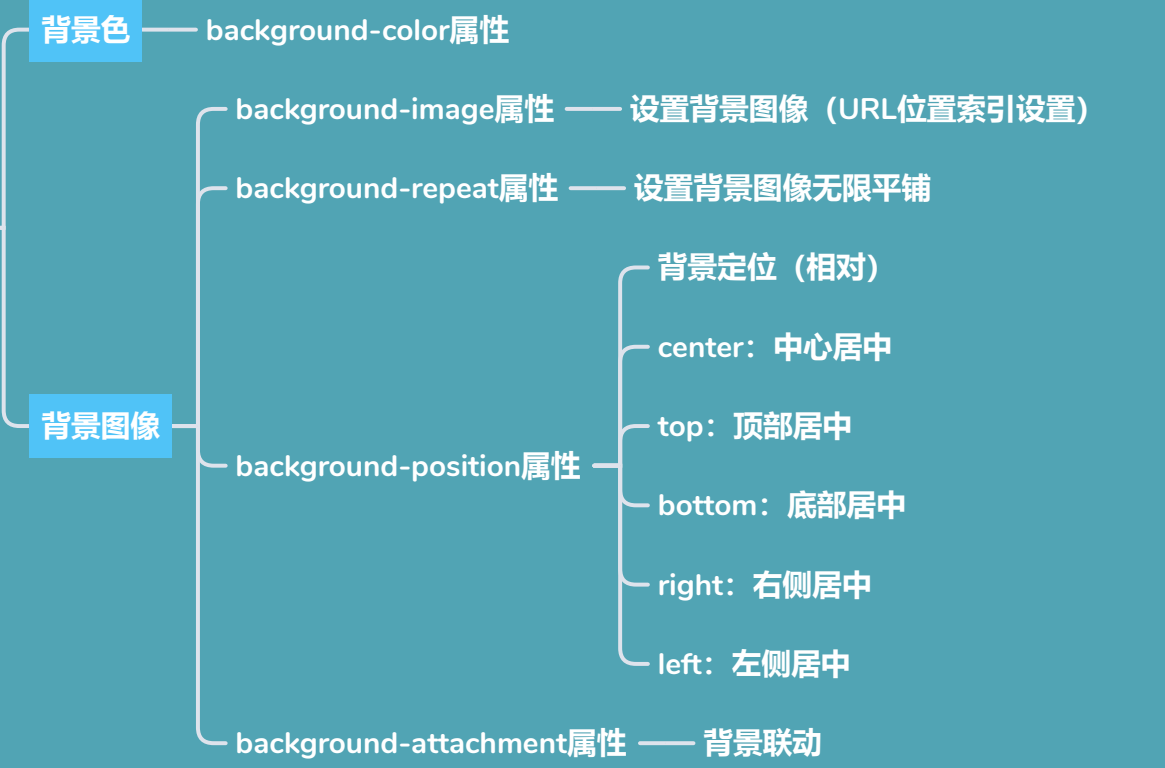 背景色
background-color属性
背景图像
background-image属性
设置背景图像（URL位置索引设置）
background-repeat属性
设置背景图像无限平铺
background-position属性
背景定位（相对）
center：中心居中
top：顶部居中
bottom：底部居中
right：右侧居中
left：左侧居中
background-attachment属性
背景联动